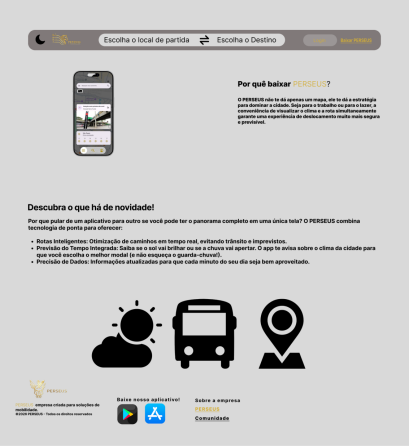 PERSEUS
Escolha o local de partida
Escolha o Destino
Baixar PERSEUS
Por quê baixar PERSEUS?
O PERSEUS não te dá apenas um mapa, ele te dá a estratégia
para dominar a cidade. Seja para o trabalho ou para o lazer, a
conveniência de visualizar o clima e a rota simultaneamente
garante uma experiência de deslocamento muito mais segura
e previsível.
Descubra o que há de novidade!
Por que pular de um aplicativo para outro se você pode ter o panorama completo em uma única tela? O PERSEUS combina
tecnologia de ponta para oferecer:
• Rotas Inteligentes: Otimização de caminhos em tempo real, evitando trânsito e imprevistos.
• Previsão do Tempo Integrada: Saiba se o sol vai brilhar ou se a chuva vai apertar. O app te avisa sobre o clima da cidade para
que você escolha o melhor modal (e não esqueça o guarda-chuva!).
• Precisão de Dados: Informações atualizadas para que cada minuto do seu dia seja bem aproveitado.
PERSEUS
PERSEUS empresa criada para soluções de
mobilidade.
©2026 PERSEUS - Todos os direitos reservados
Baixe nosso aplicativo!
Sobre a empresa
PERSEUS
Comunidade